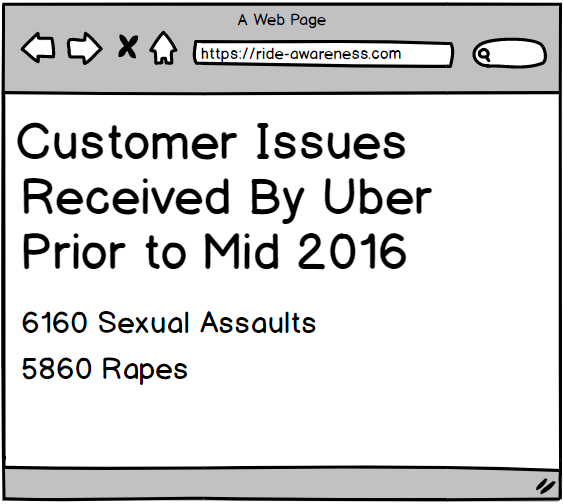 A Web Page
https://ride-awareness.com
Customer Issues
Received By Uber
Prior to Mid 2016
6160 Sexual Assaults
5860 Rapes